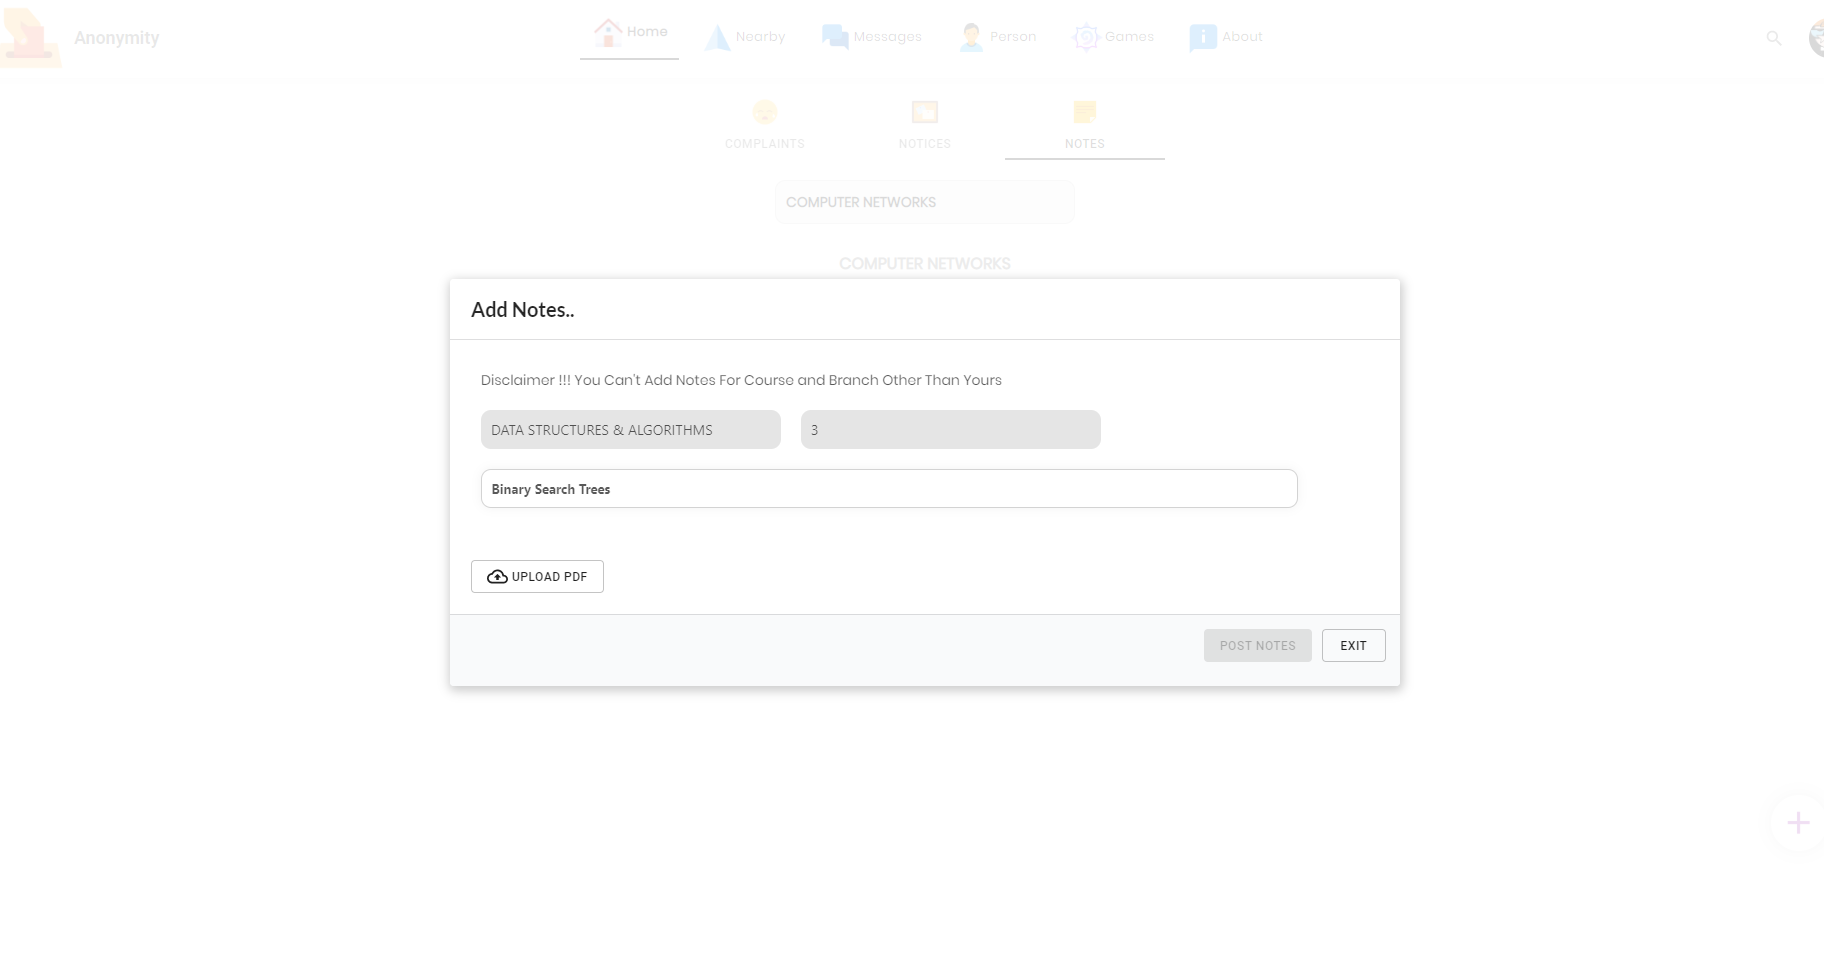 Anonymity
Home
Nearby
Messages
Person
Games
About
COMPLAINTS
NOTICES
NOTES
COMPUTER NETWORKS
COMPUTER NETWORKS
Add Notes..
Disclaimer !!! You Can't Add Notes For Course and Branch Other Than Yours
DATA STRUCTURES & ALGORITHMS
3
Binary Search Trees
UPLOAD PDF
POST NOTES
EXIT